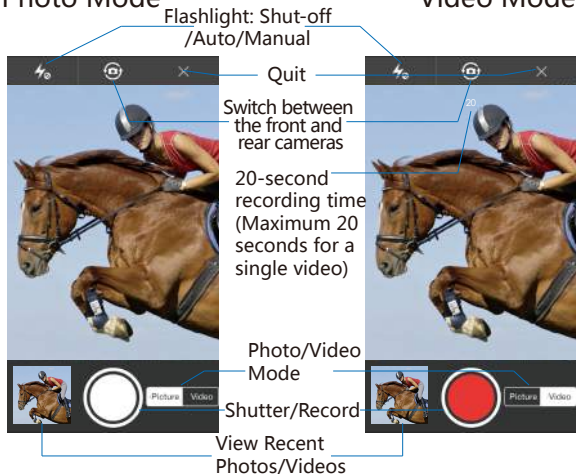 Photo Mode
Video Mode
Flashlight: Shut-off
/Auto/Manual
Quit
Switch between
the front and
rear cameras
20
20-second
recording time
(Maximum 20
seconds for a
single video)
Photo/Video
Mode
Picture Video
Picture Video
Shutter/Record
View Recent
Photos/Videos